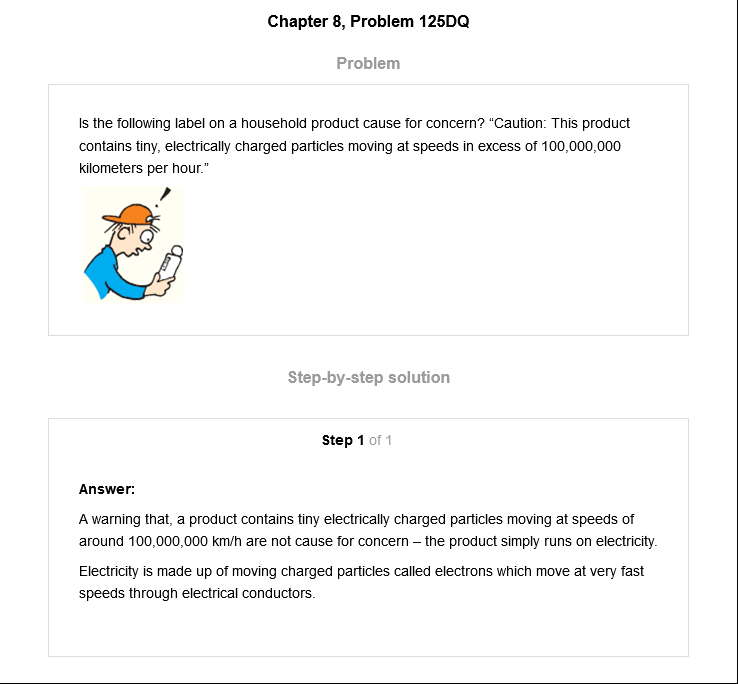 Chapter 8, Problem 125DQ
Problem
Is the following label on a household product cause for concern? “Caution: This product
contains tiny, electrically charged particles moving at speeds in excess of 100,000,000
kilometers per hour.”
Step-by-step solution
Step 1 of 1
Answer:
A warning that, a product contains tiny electrically charged particles moving at speeds of
around 100,000,000 km/h are not cause for concern – the product simply runs on electricity.
Electricity is made up of moving charged particles called electrons which move at very fast
speeds through electrical conductors.